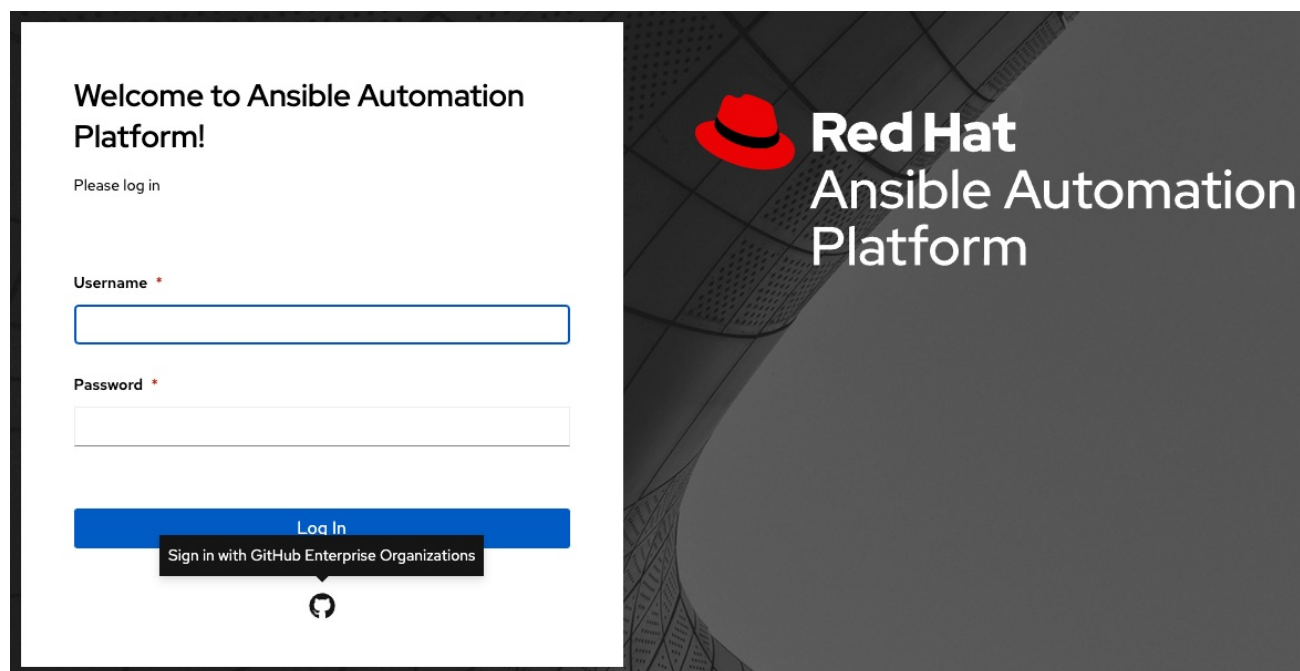 Welcome to Ansible Automation
Platform!
Please log in
Username *
Password *
Log In
Sign in with GitHub Enterprise Organizations
Red Hat
Ansible Automation
Platform